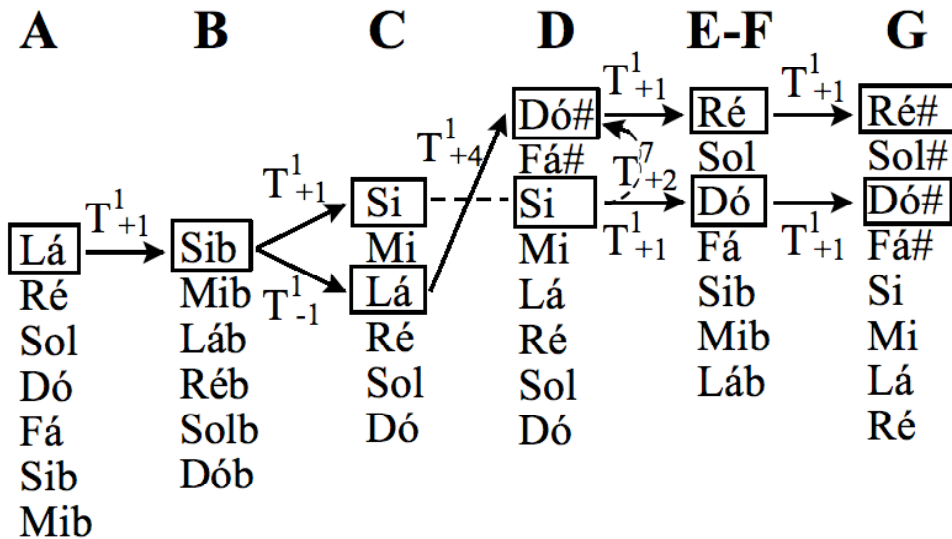 A B C D E-F G
T¹₊₁ T¹₊₁
Dó# Ré Ré#
T¹₊₄ Fá# Sol Sol#
T¹₊₁ T⁷₊₂
Si Si Dó Dó#
T¹₊₁ T¹₊₁ T¹₊₁
Lá Sib Mi Mi Fá Fá#
Ré Mib T¹₋₁ Lá Lá Sib Si
Sol Láb Ré Ré Mib Mi
Dó Réb Sol Sol Láb Lá
Fá Solb Dó Dó Ré
Sib Dób
Mib